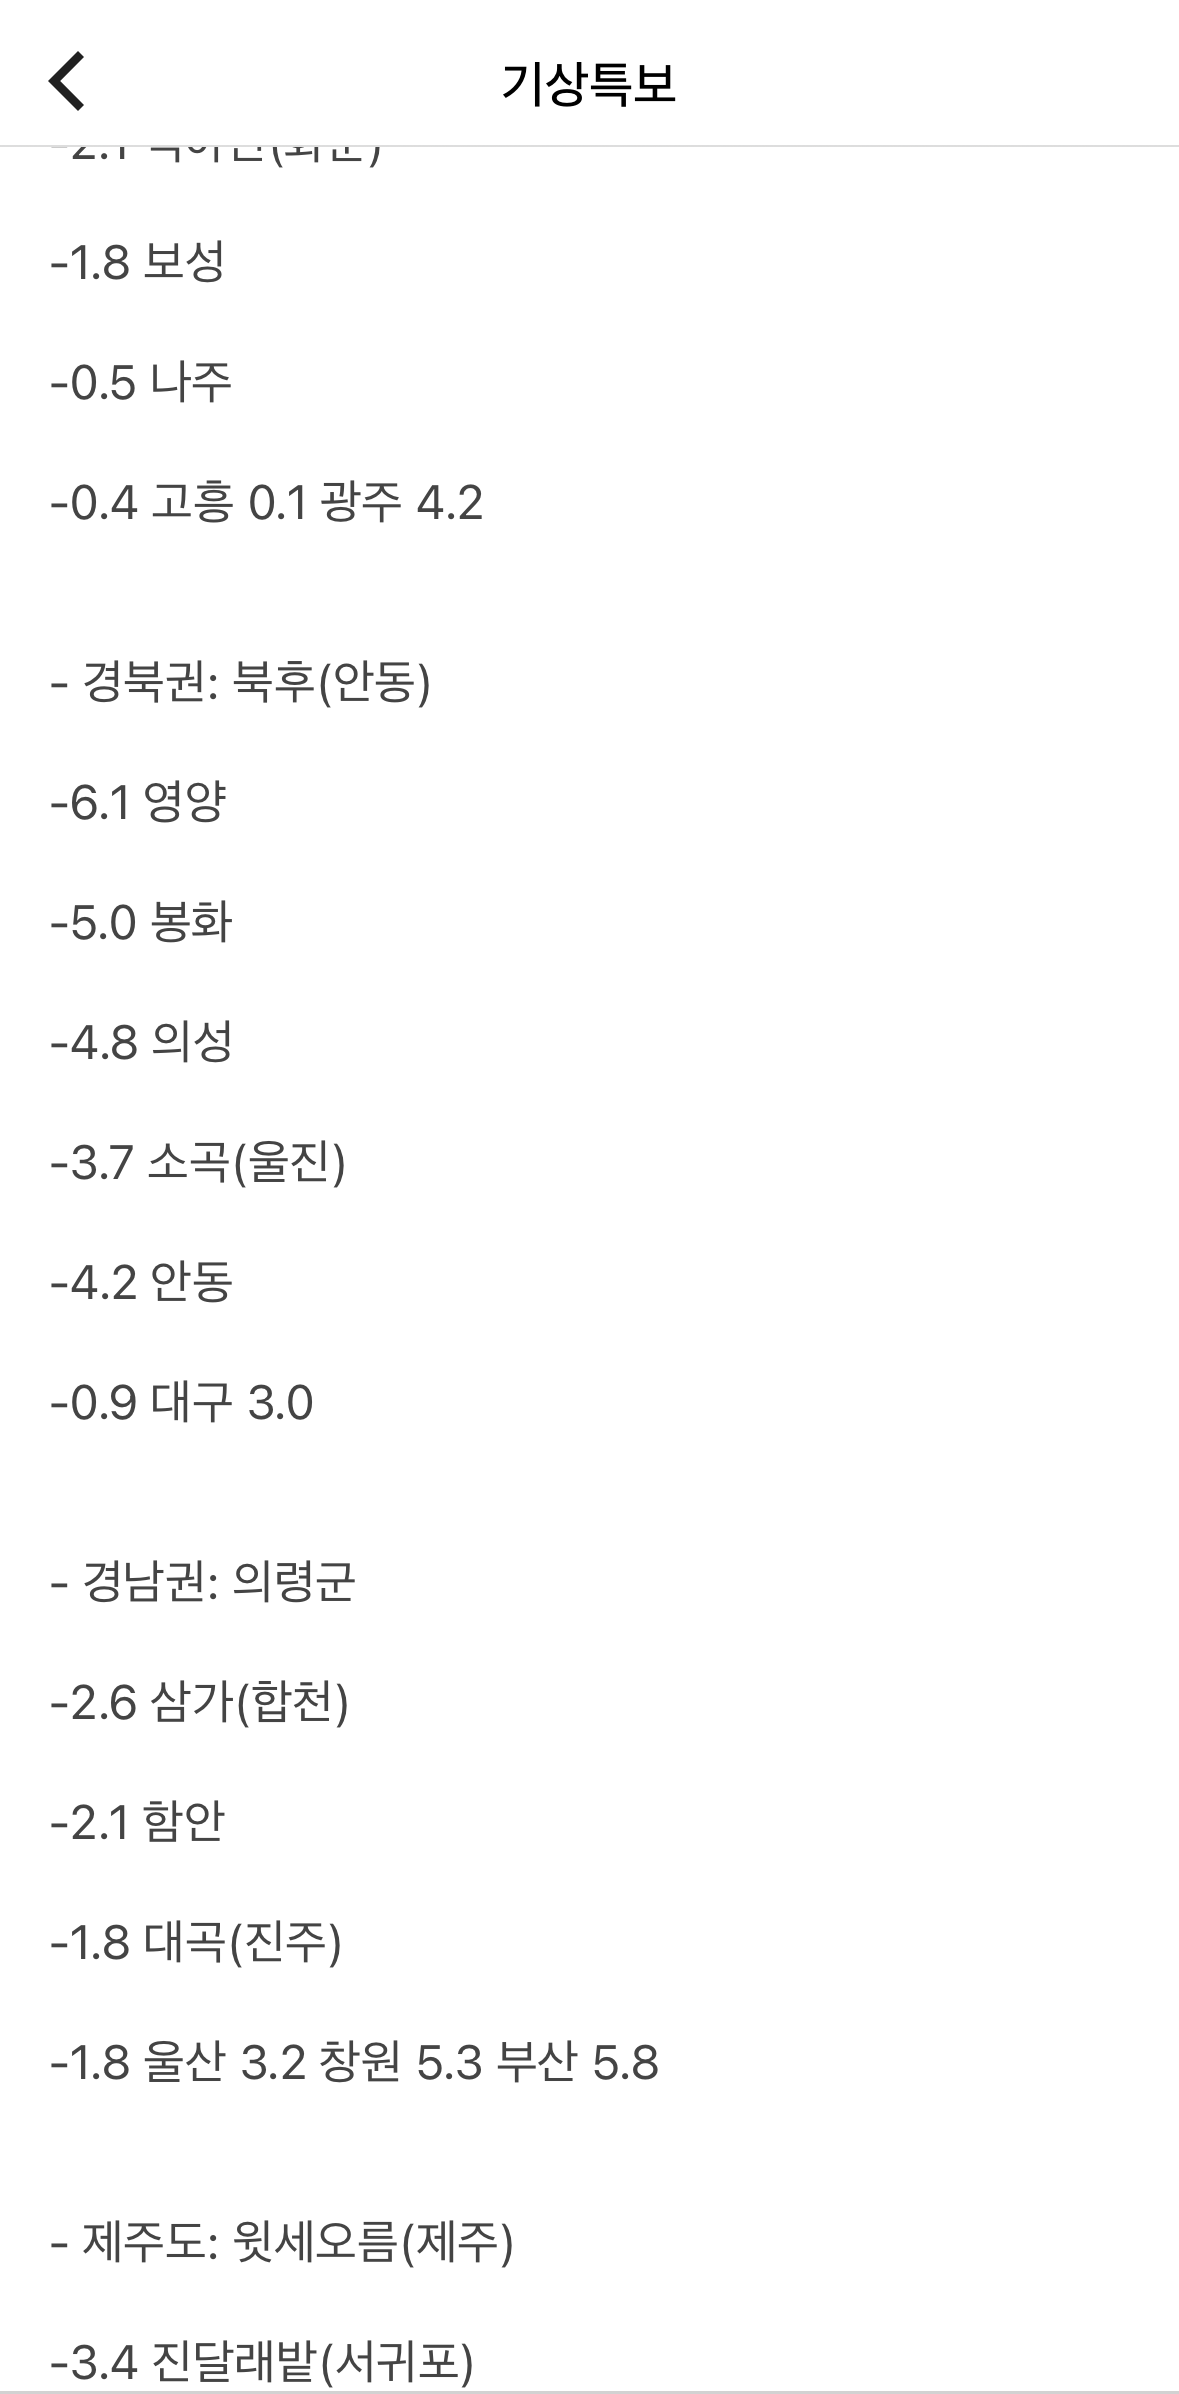 기상특보
-1.8 보성
-0.5 나주
-0.4 고흥 0.1 광주 4.2
- 경북권: 북후(안동)
-6.1 영양
-5.0 봉화
-4.8 의성
-3.7 소곡(울진)
-4.2 안동
-0.9 대구 3.0
- 경남권: 의령군
-2.6 삼가(합천)
-2.1 함안
-1.8 대곡(진주)
-1.8 울산 3.2 창원 5.3 부산 5.8
- 제주도: 윗세오름(제주)
-3.4 진달래밭(서귀포)